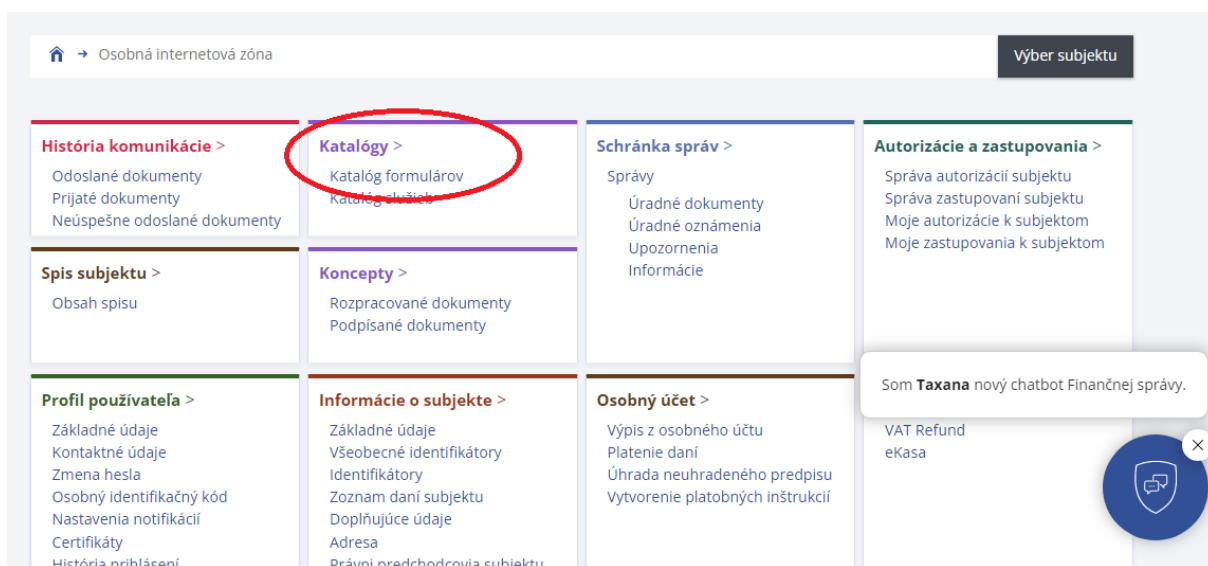 Osobná internetová zóna
Výber subjektu
História komunikácie >
Odoslané dokumenty
Prijaté dokumenty
Neúspešne odoslané dokumenty
Katalógy >
Katalóg formulárov
Katalóg služieb
Schránka správ >
Správy
Úradné dokumenty
Úradné oznámenia
Upozornenia
Informácie
Autorizácie a zastupovania >
Správa autorizácií subjektu
Správa zastupovaní subjektu
Moje autorizácie k subjektom
Moje zastupovania k subjektom
Spis subjektu >
Obsah spisu
Koncepty >
Rozpracované dokumenty
Podpísané dokumenty
Profil používateľa >
Základné údaje
Kontaktné údaje
Zmena hesla
Osobný identifikačný kód
Nastavenia notifikácií
Certifikáty
História prihlásení
Informácie o subjekte >
Základné údaje
Všeobecné identifikátory
Identifikátory
Zoznam daní subjektu
Doplňujúce údaje
Adresa
Právni predchodcovia subjektu
Osobný účet >
Výpis z osobného účtu
Platenie daní
Úhrada neuhradeného predpisu
Vytvorenie platobných inštrukcií
Som Taxana nový chatbot Finančnej správy.
VAT Refund
eKasa